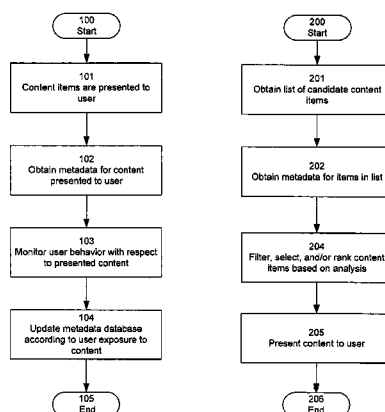 100
Start
101
Content items are presented to
user
102
Obtain metadata for content
presented to user
103
Monitor user behavior with respect
to presented content
104
Update metadata database
according to user exposure to
content
105
End
200
Start
201
Obtain list of candidate content
items
202
Obtain metadata for items in list
204
Filter, select, and/or rank content
items based on analysis
205
Present content to user
206
End